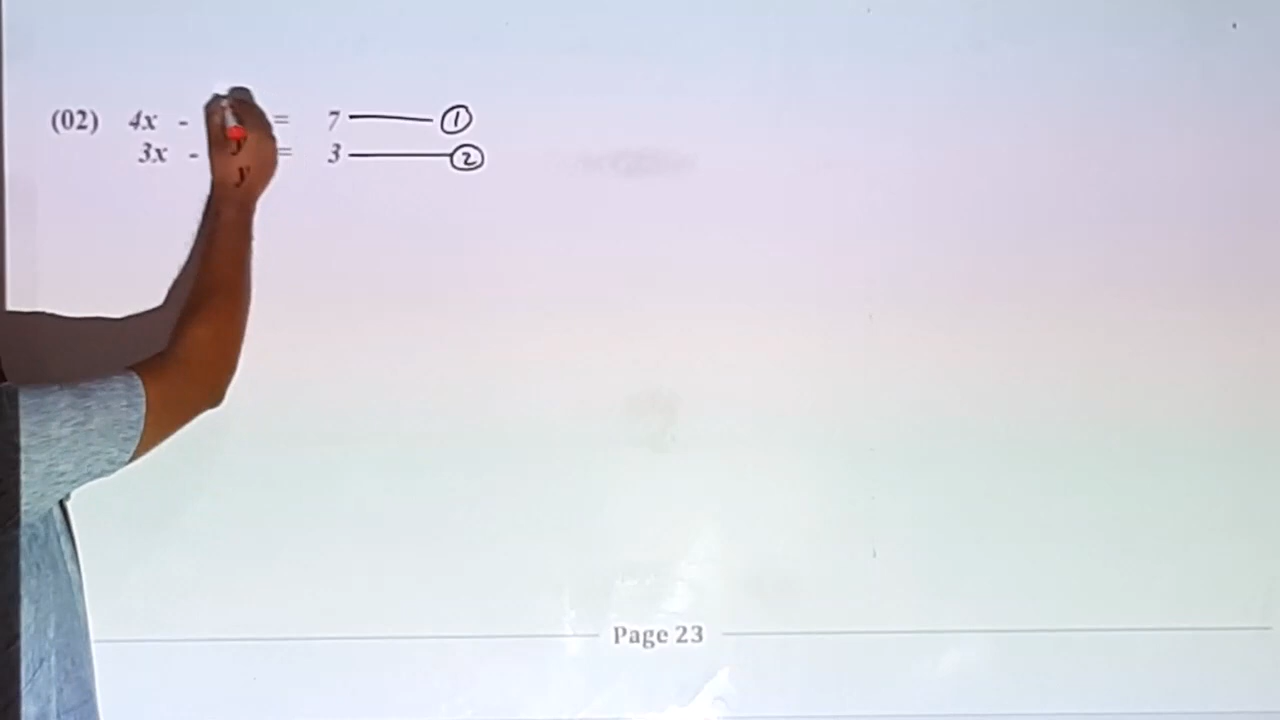 (02) 4x - y = 7 ——— ①
3x - y = 3 ——— ②
Page 23